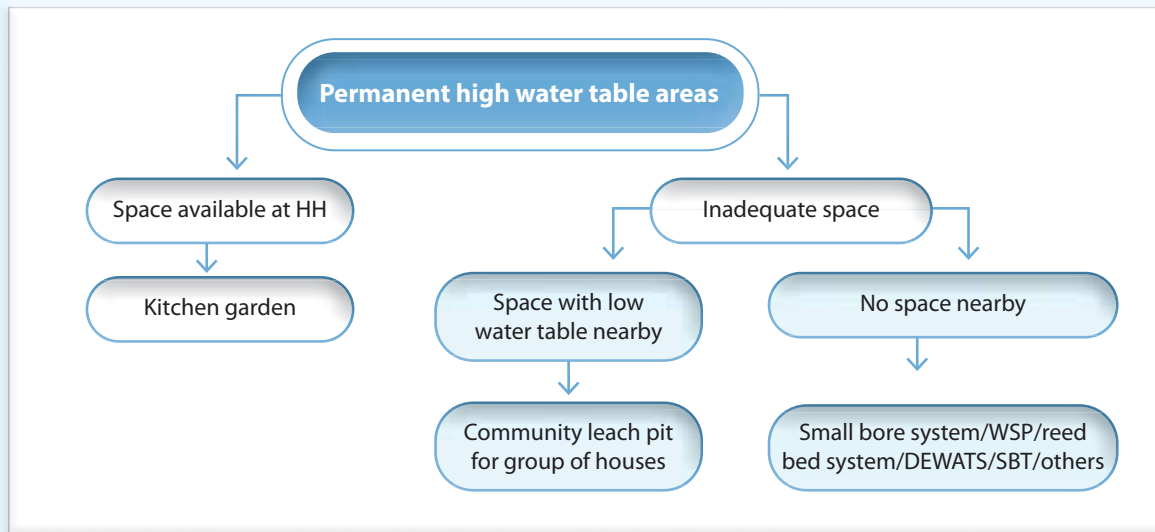 Permanent high water table areas
Space available at HH
Inadequate space
Kitchen garden
Space with low
water table nearby
No space nearby
Community leach pit
for group of houses
Small bore system/WSP/reed
bed system/DEWATS/SBT/others